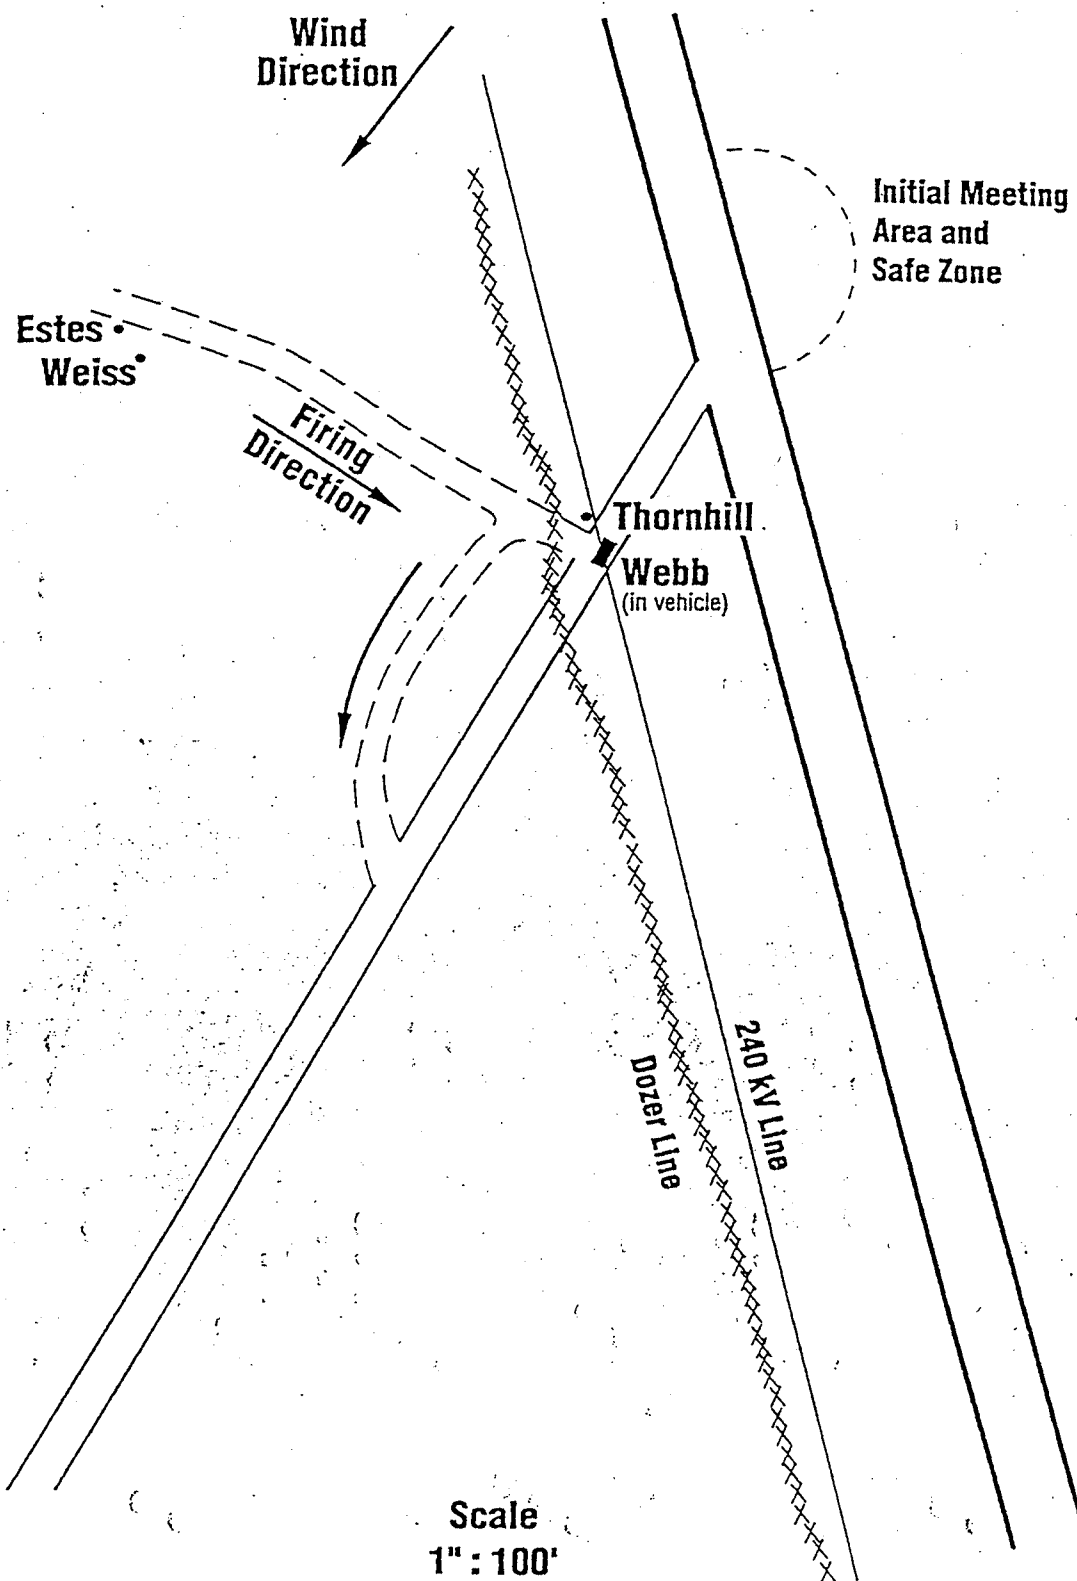 Wind
Direction
Initial Meeting
Area and
Safe Zone
Estes
Weiss
Firing
Direction
Thornhill
Webb
(in vehicle)
240 kV Line
Dozer Line
Scale
1" : 100'